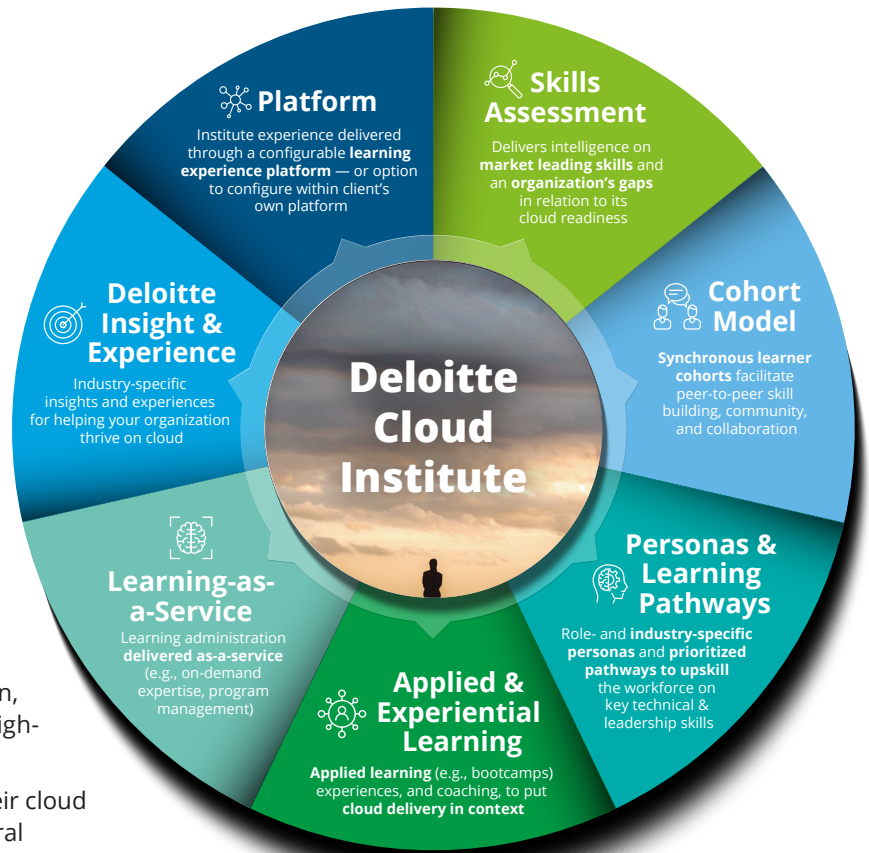 Platform
Institute experience delivered
through a configurable learning
experience platform — or option
to configure within client's
own platform
Skills
Assessment
Delivers intelligence on
market leading skills and
an organization's gaps
in relation to its
cloud readiness
Cohort
Model
Synchronous learner
cohorts facilitate
peer-to-peer skill
building, community,
and collaboration
Personas &
Learning
Pathways
Role- and industry-specific
personas and prioritized
pathways to upskill
the workforce on
key technical &
leadership skills
Applied &
Experiential
Learning
Applied learning (e.g., bootcamps)
experiences, and coaching, to put
cloud delivery in context
Learning-as-
a-Service
Learning administration
delivered as-a-service
(e.g., on-demand
expertise, program
management)
Deloitte
Insight &
Experience
Industry-specific
insights and experiences
for helping your organization
thrive on cloud
Deloitte
Cloud
Institute
n,
igh-
eir cloud
ral